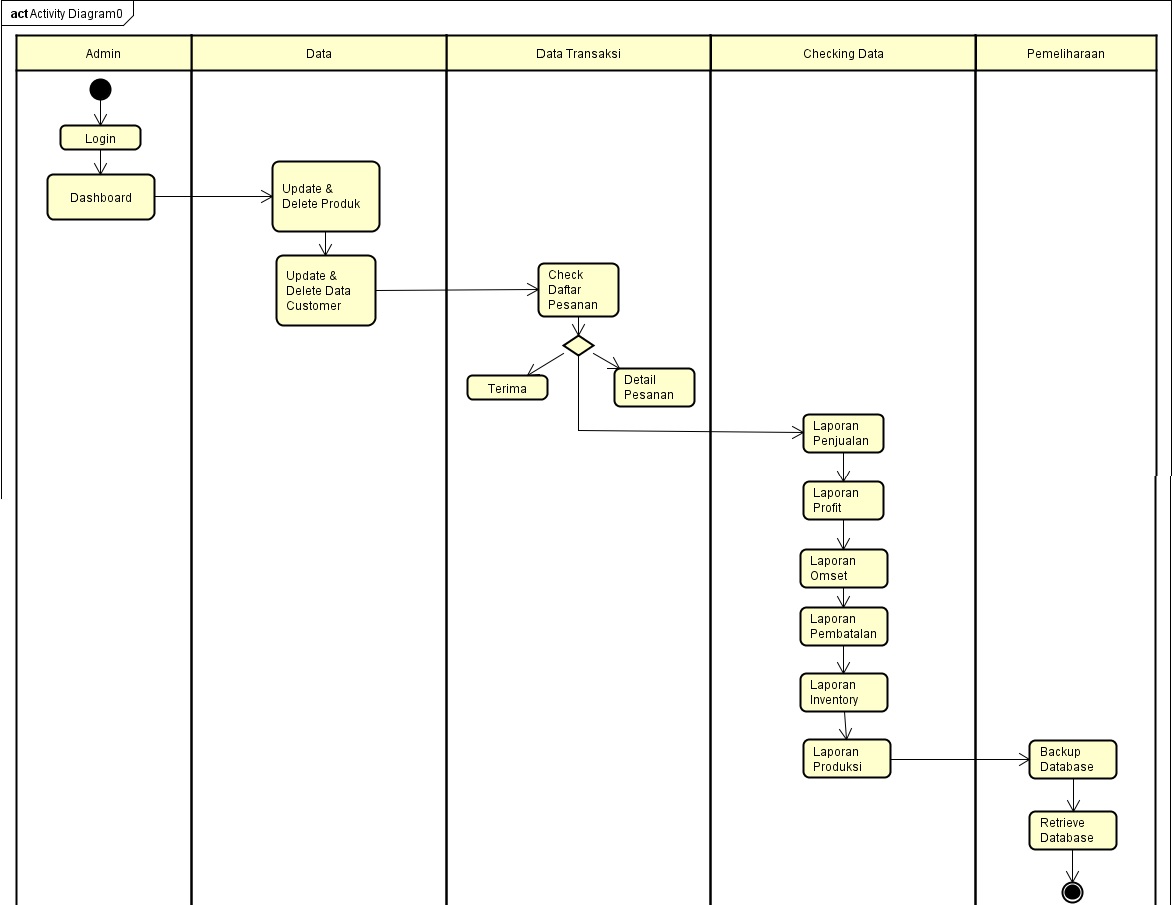 act Activity Diagram0
Admin
Data
Data Transaksi
Checking Data
Pemeliharaan
Login
Dashboard
Update &
Delete Produk
Update &
Delete Data
Customer
Check
Daftar
Pesanan
Terima
Detail
Pesanan
Laporan
Penjualan
Laporan
Profit
Laporan
Omset
Laporan
Pembatalan
Laporan
Inventory
Laporan
Produksi
Backup
Database
Retrieve
Database